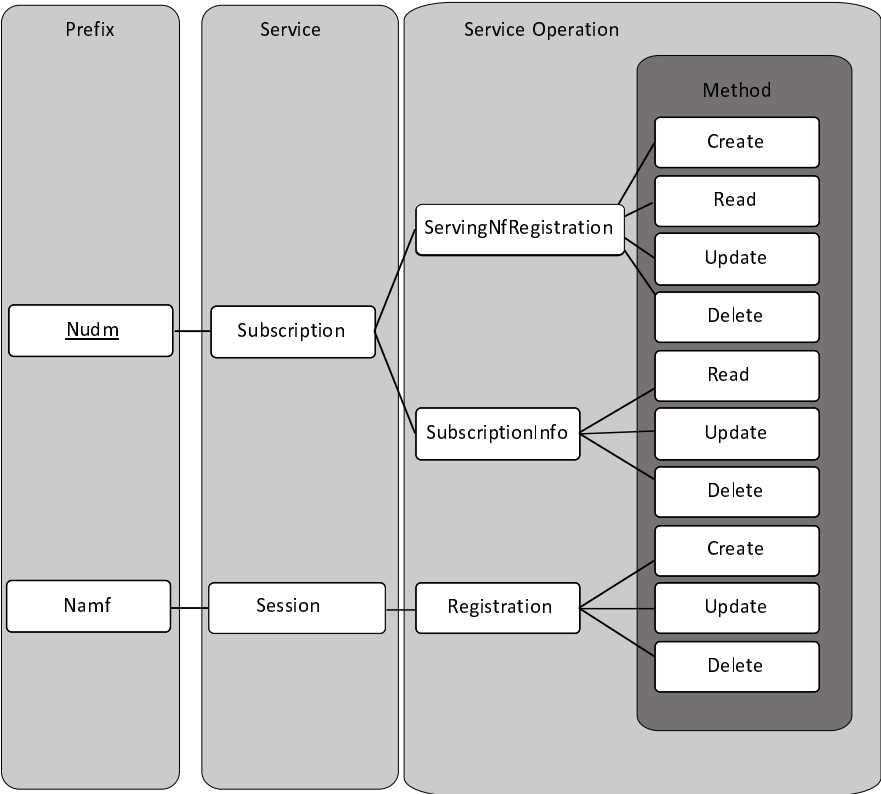 Prefix
Service
Service Operation
Method
Create
Read
ServingNfRegistration
Update
Delete
Nudm
Subscription
Read
SubscriptionInfo
Update
Delete
Create
Namf
Session
Registration
Update
Delete